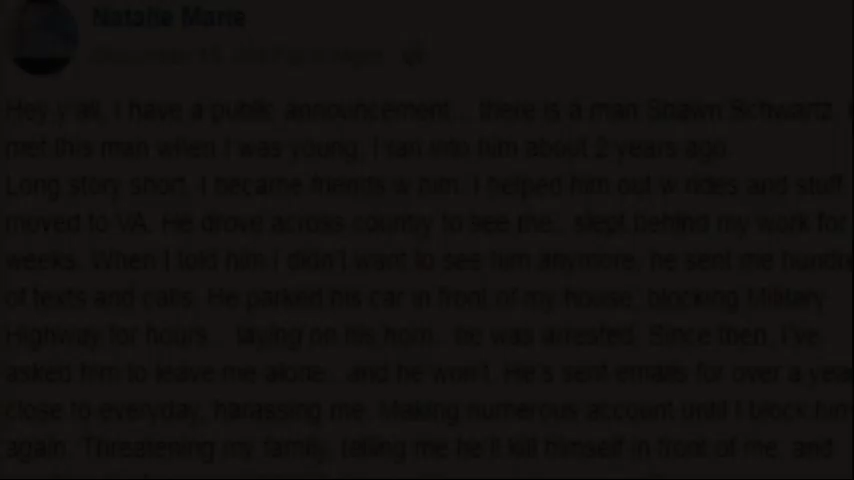 Natalie Marie
Hey y'all, I have a public announcement... there is a man Shawn Schwartz.
met this man when I was young, I ran into him about 2 years ago.
Long story short, I became friends w him. I helped him out w rides and stuff.
moved to VA. He drove across country to see me.. slept behind my work for
weeks. When I told him I didn't want to see him anymore, he sent me
of texts and calls. He parked his car in front of my house, blocking Military
Highway for hours... laying on his horn.. he was arrested. Since then, I've
asked him to leave me alone.. and he won't. He's sent emails for over a
close to everyday, harassing me. Making numerous account until I block him
again. Threatening my family, telling me he'll kill himself in front of me, and